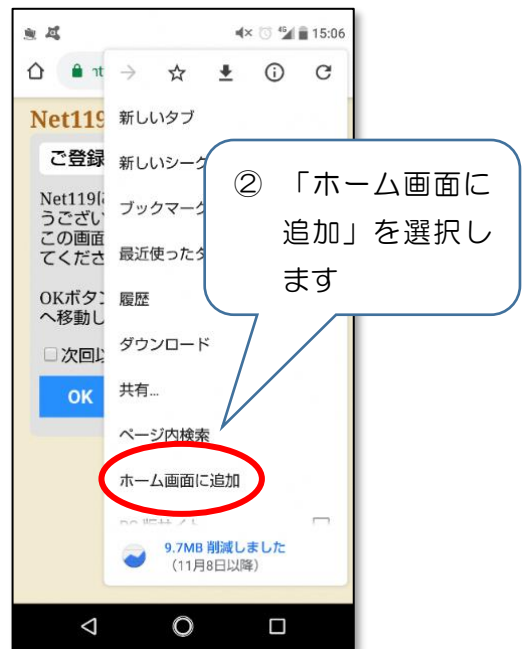 45
15:06
Net119
ご登録
Net119に
うござい
この画面
てくださ
OKボタン
へ移動し
□次回以
OK
新しいタブ
新しいシーク
ブックマーク
最近使ったタ
履歴
ダウンロード
共有...
ページ内検索
ホーム画面に追加
9.7MB 削減しました
（11月8日以降）
② 「ホーム画面に
追加」を選択し
ます